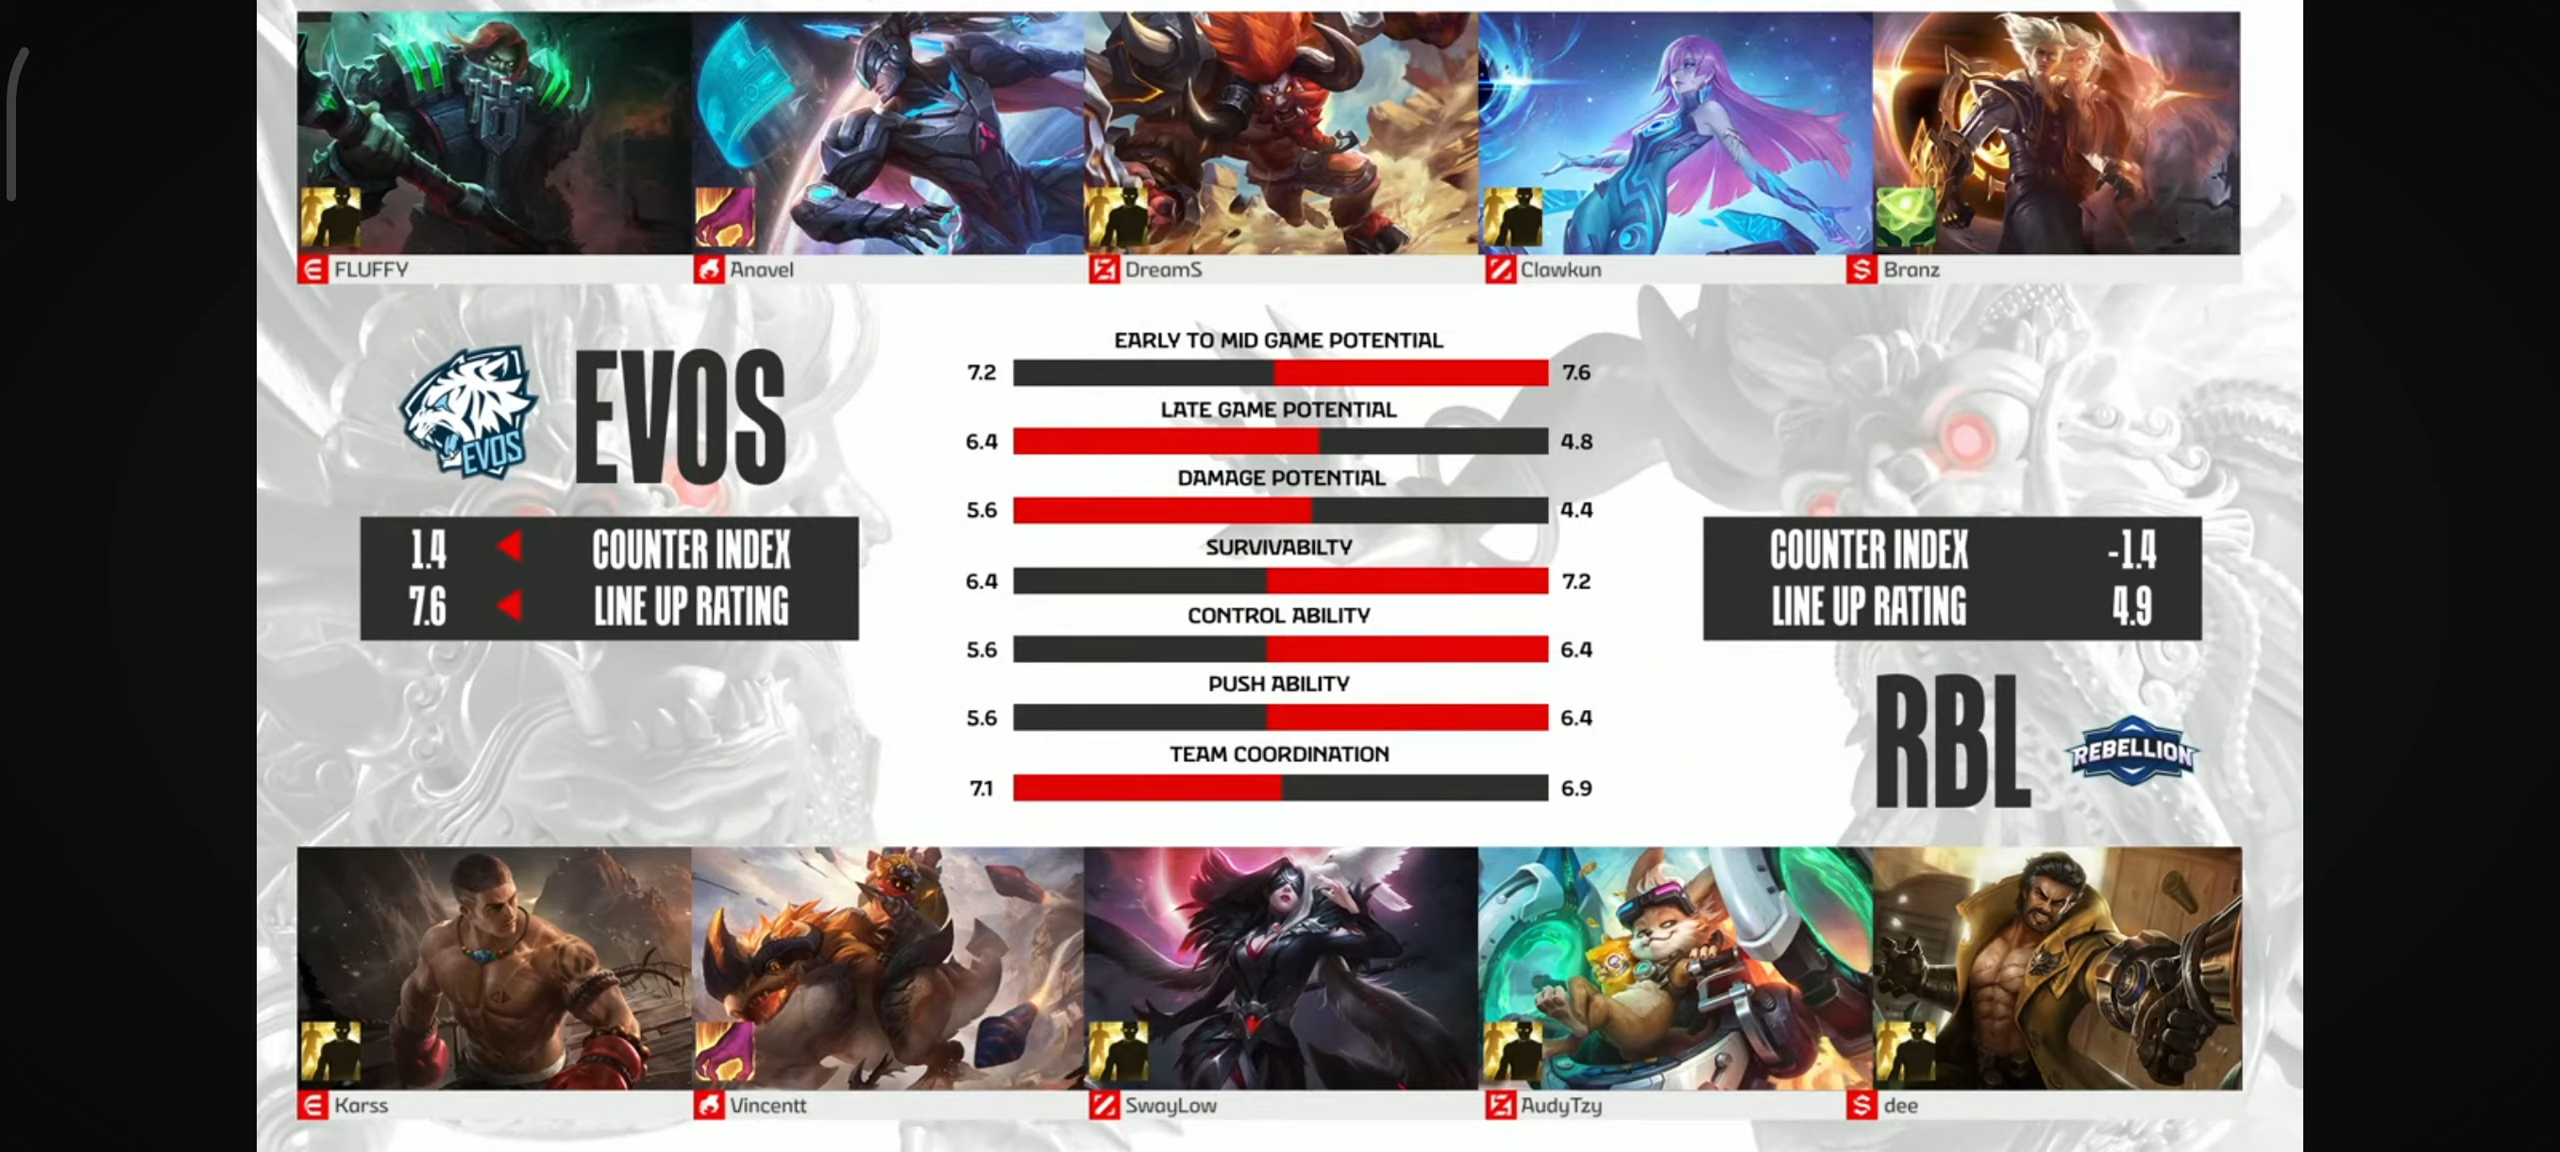 FLUFFY
Anavel
DreamS
Clawkun
Branz
EVOS
EVOS
1.4 COUNTER INDEX
7.6 LINE UP RATING
EARLY TO MID GAME POTENTIAL
7.2 7.6
LATE GAME POTENTIAL
6.4 4.8
DAMAGE POTENTIAL
5.6 4.4
SURVIVABILTY
6.4 7.2
CONTROL ABILITY
5.6 6.4
PUSH ABILITY
5.6 6.4
TEAM COORDINATION
7.1 6.9
COUNTER INDEX -1.4
LINE UP RATING 4.9
RBL
REBELLION
Karss
Vincentt
SwayLow
AudyTzy
dee